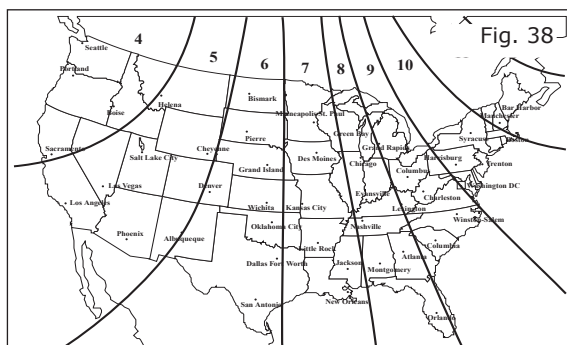 Fig. 38
4
5
6
7
8
9
10
Seattle
Portland
Boise
Helena
Bismark
Minneapolis St. Paul
Green Bay
Grand Rapids
Syracuse
Manchester
Bar Harbor
Boston
Pierre
Sacramento
Salt Lake City
Cheyenne
Grand Island
Des Moines
Chicago
Columbus
Harrisburg
Trenton
Washington DC
Las Vegas
Denver
Evansville
Charleston
Los Angeles
Wichita
Kansas City
Lexington
Winston-Salem
Phoenix
Albuqueque
Oklahoma City
Nashville
Little Rock
Atlanta
Columbia
Dallas Fort Worth
Jackson
Montgomery
San Antonio
New Orleans
Orlando